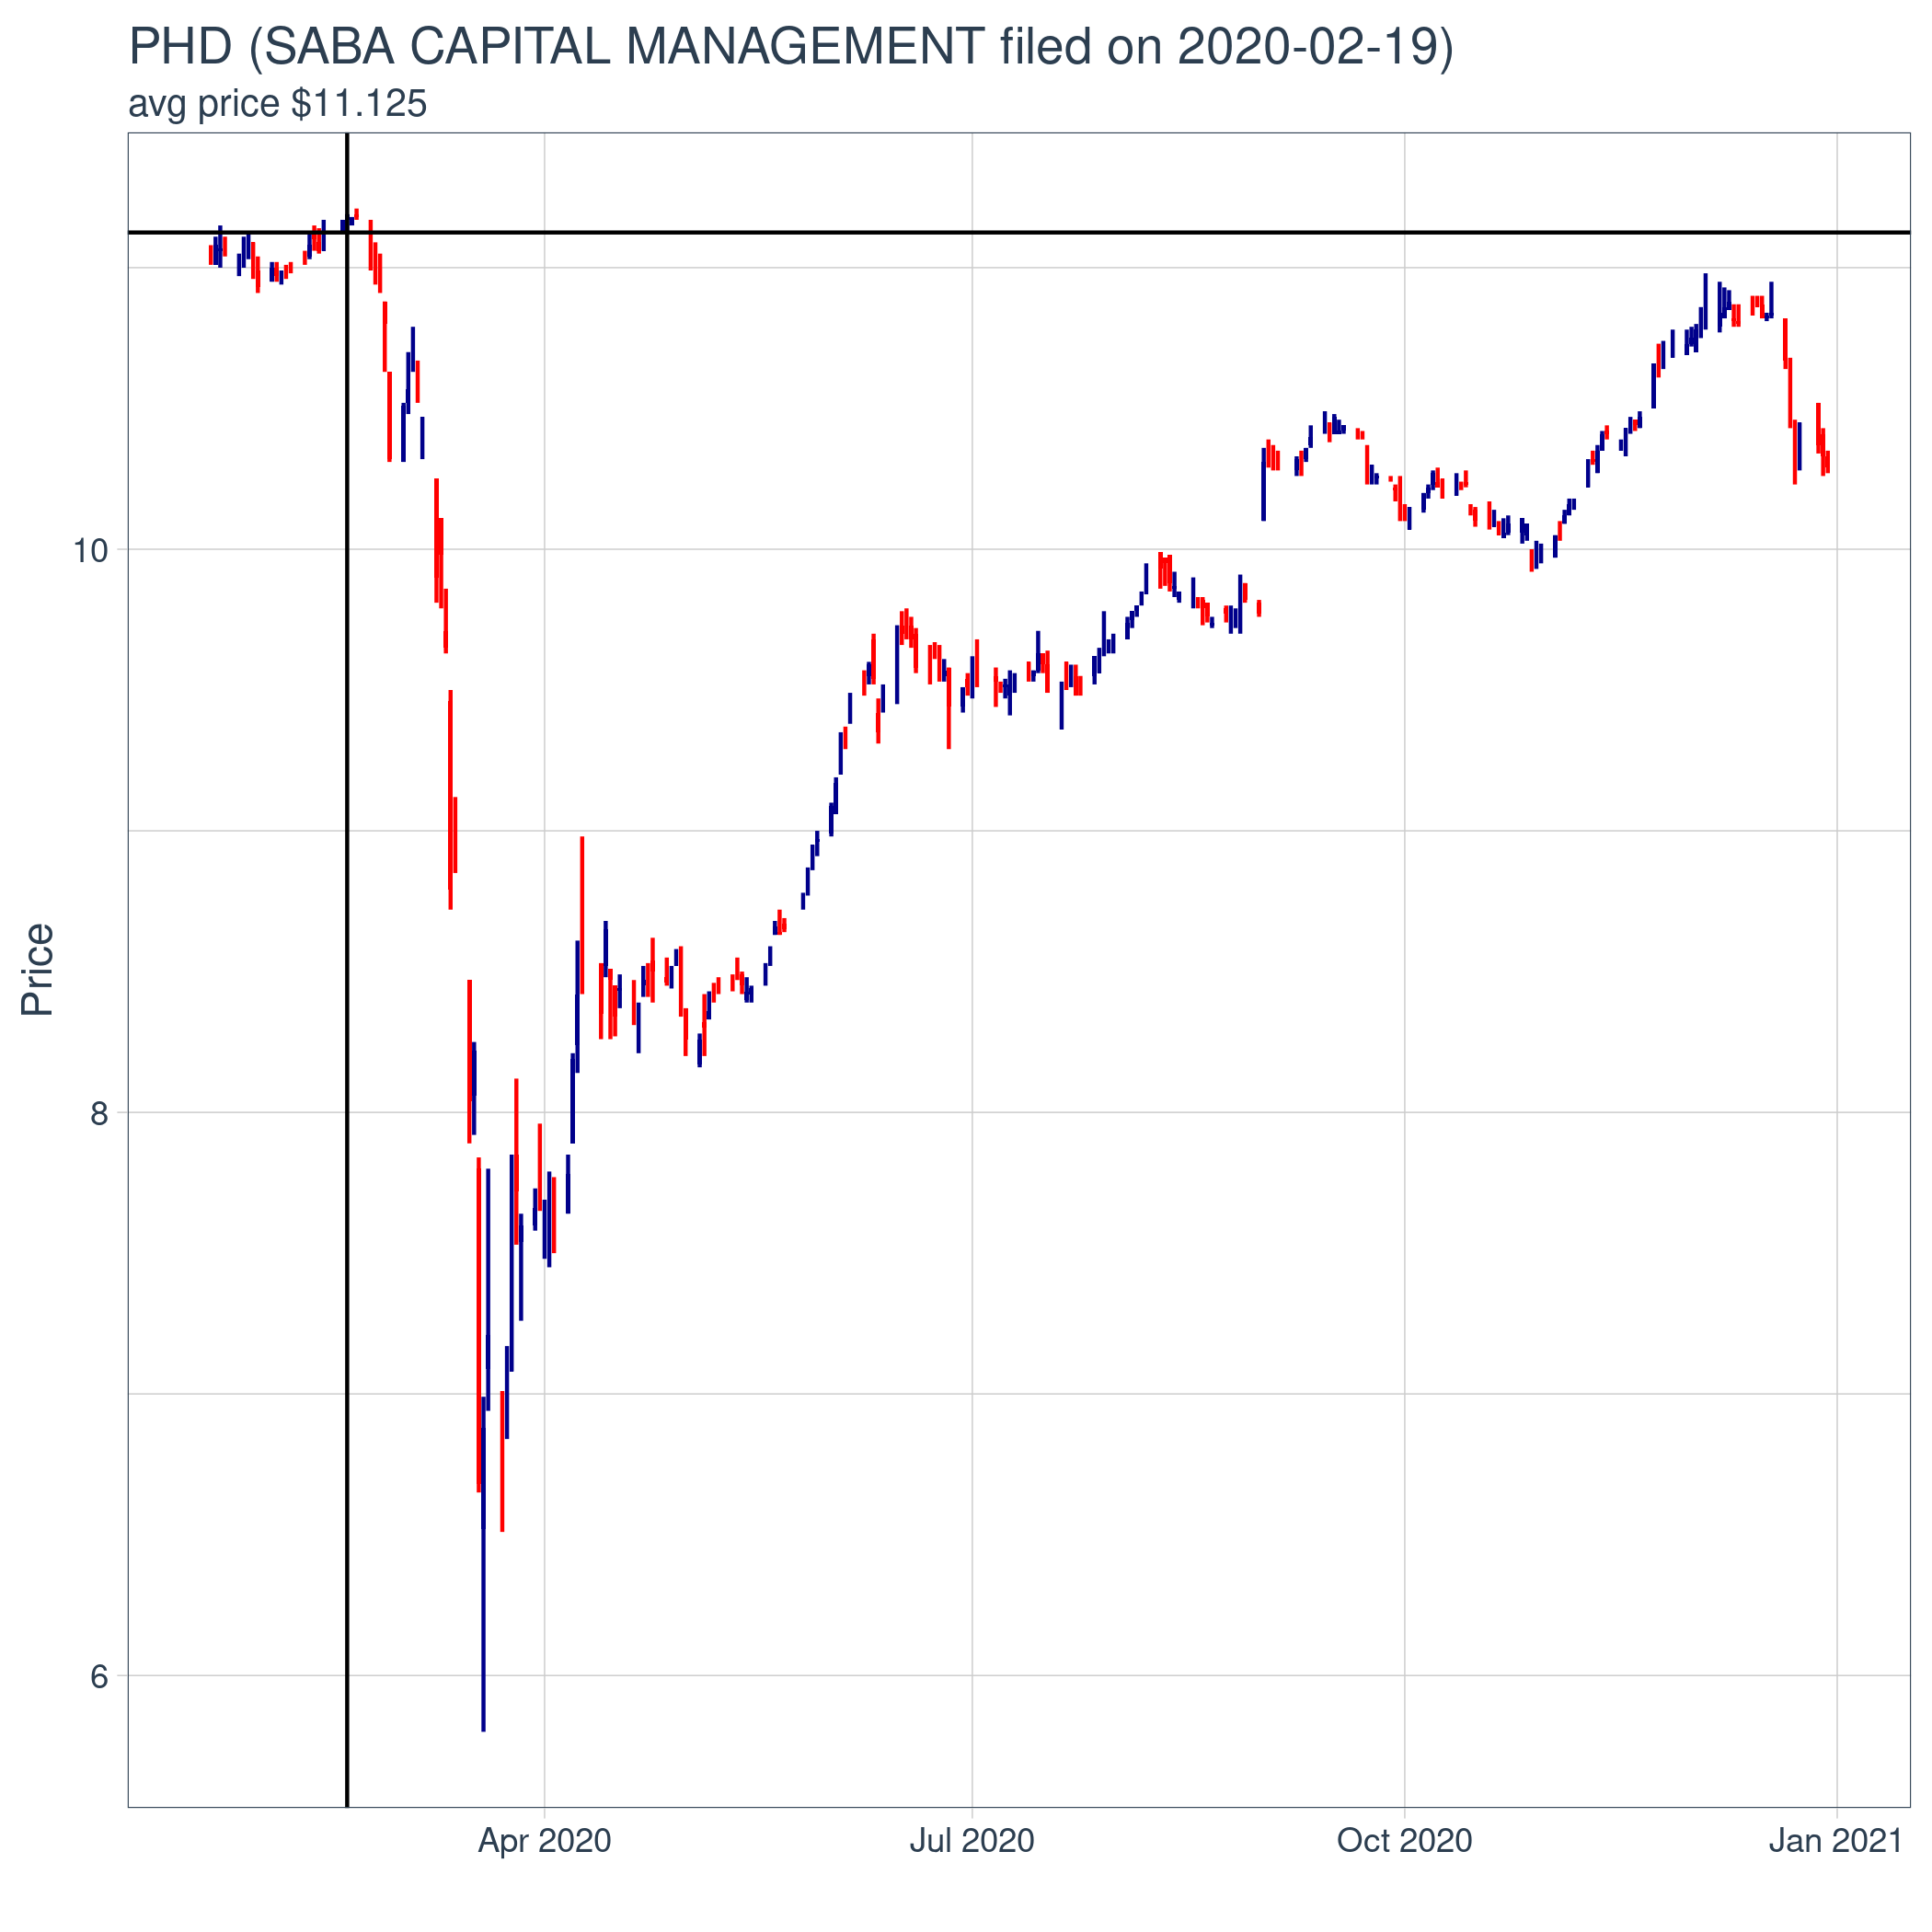 PHD (SABA CAPITAL MANAGEMENT filed on 2020-02-19)
avg price $11.125
Price
10
8
6
Apr 2020
Jul 2020
Oct 2020
Jan 2021